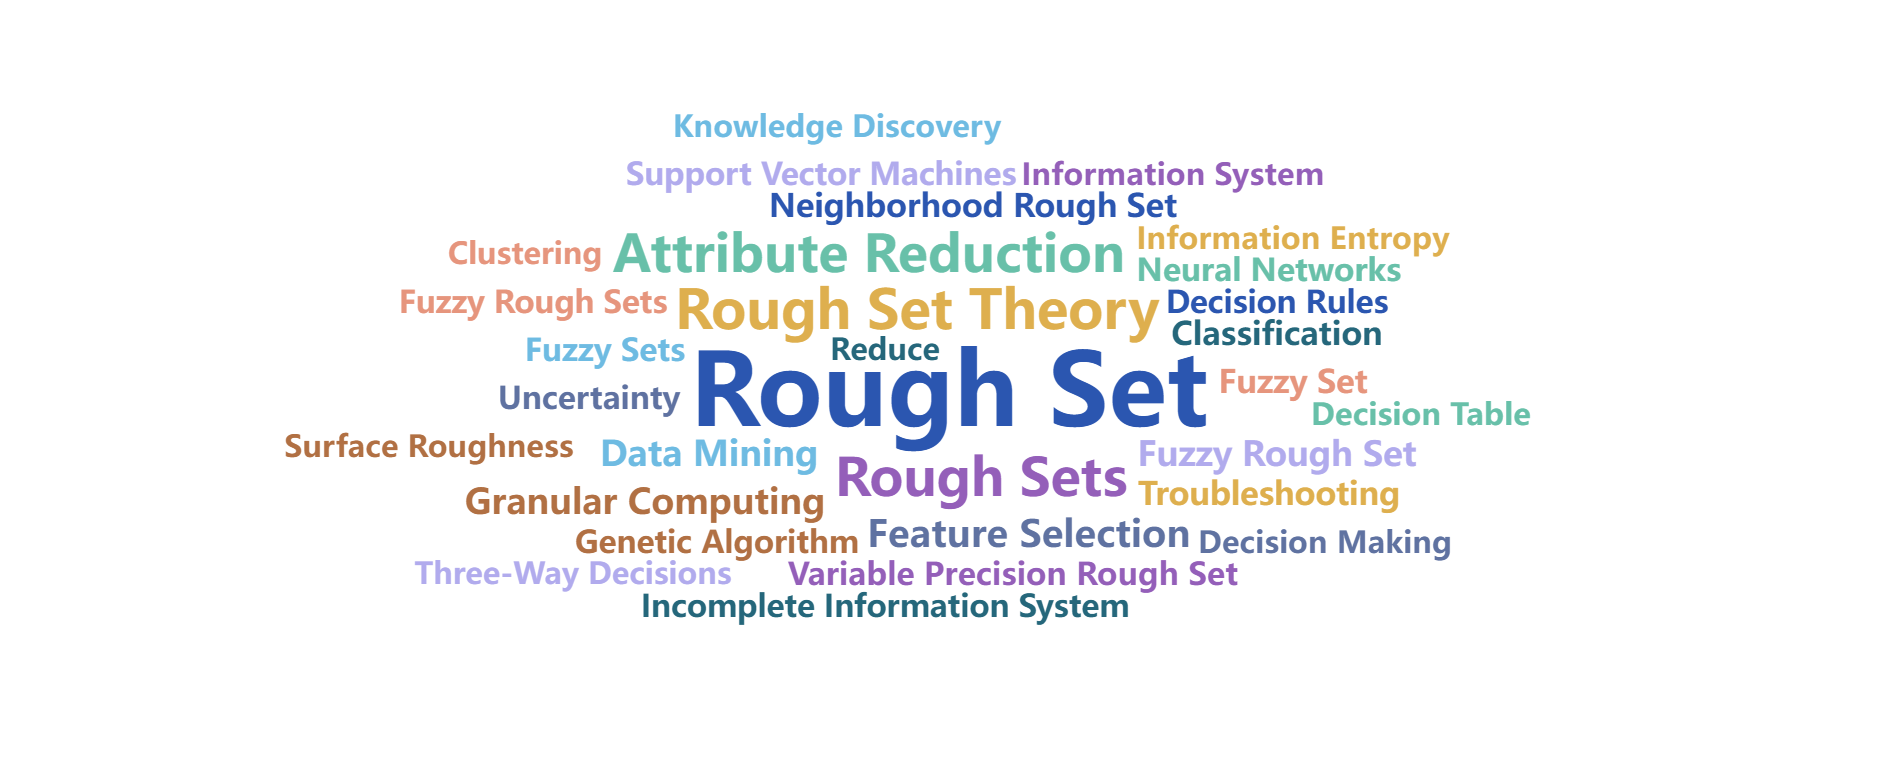 Knowledge Discovery
Support Vector Machines Information System
Neighborhood Rough Set
Clustering Attribute Reduction Information Entropy
Neural Networks
Fuzzy Rough Sets Rough Set Theory Decision Rules
Classification
Fuzzy Sets Reduce
Uncertainty Rough Set Fuzzy Set
Decision Table
Surface Roughness Data Mining Fuzzy Rough Set
Rough Sets Troubleshooting
Granular Computing
Genetic Algorithm Feature Selection Decision Making
Three-Way Decisions Variable Precision Rough Set
Incomplete Information System